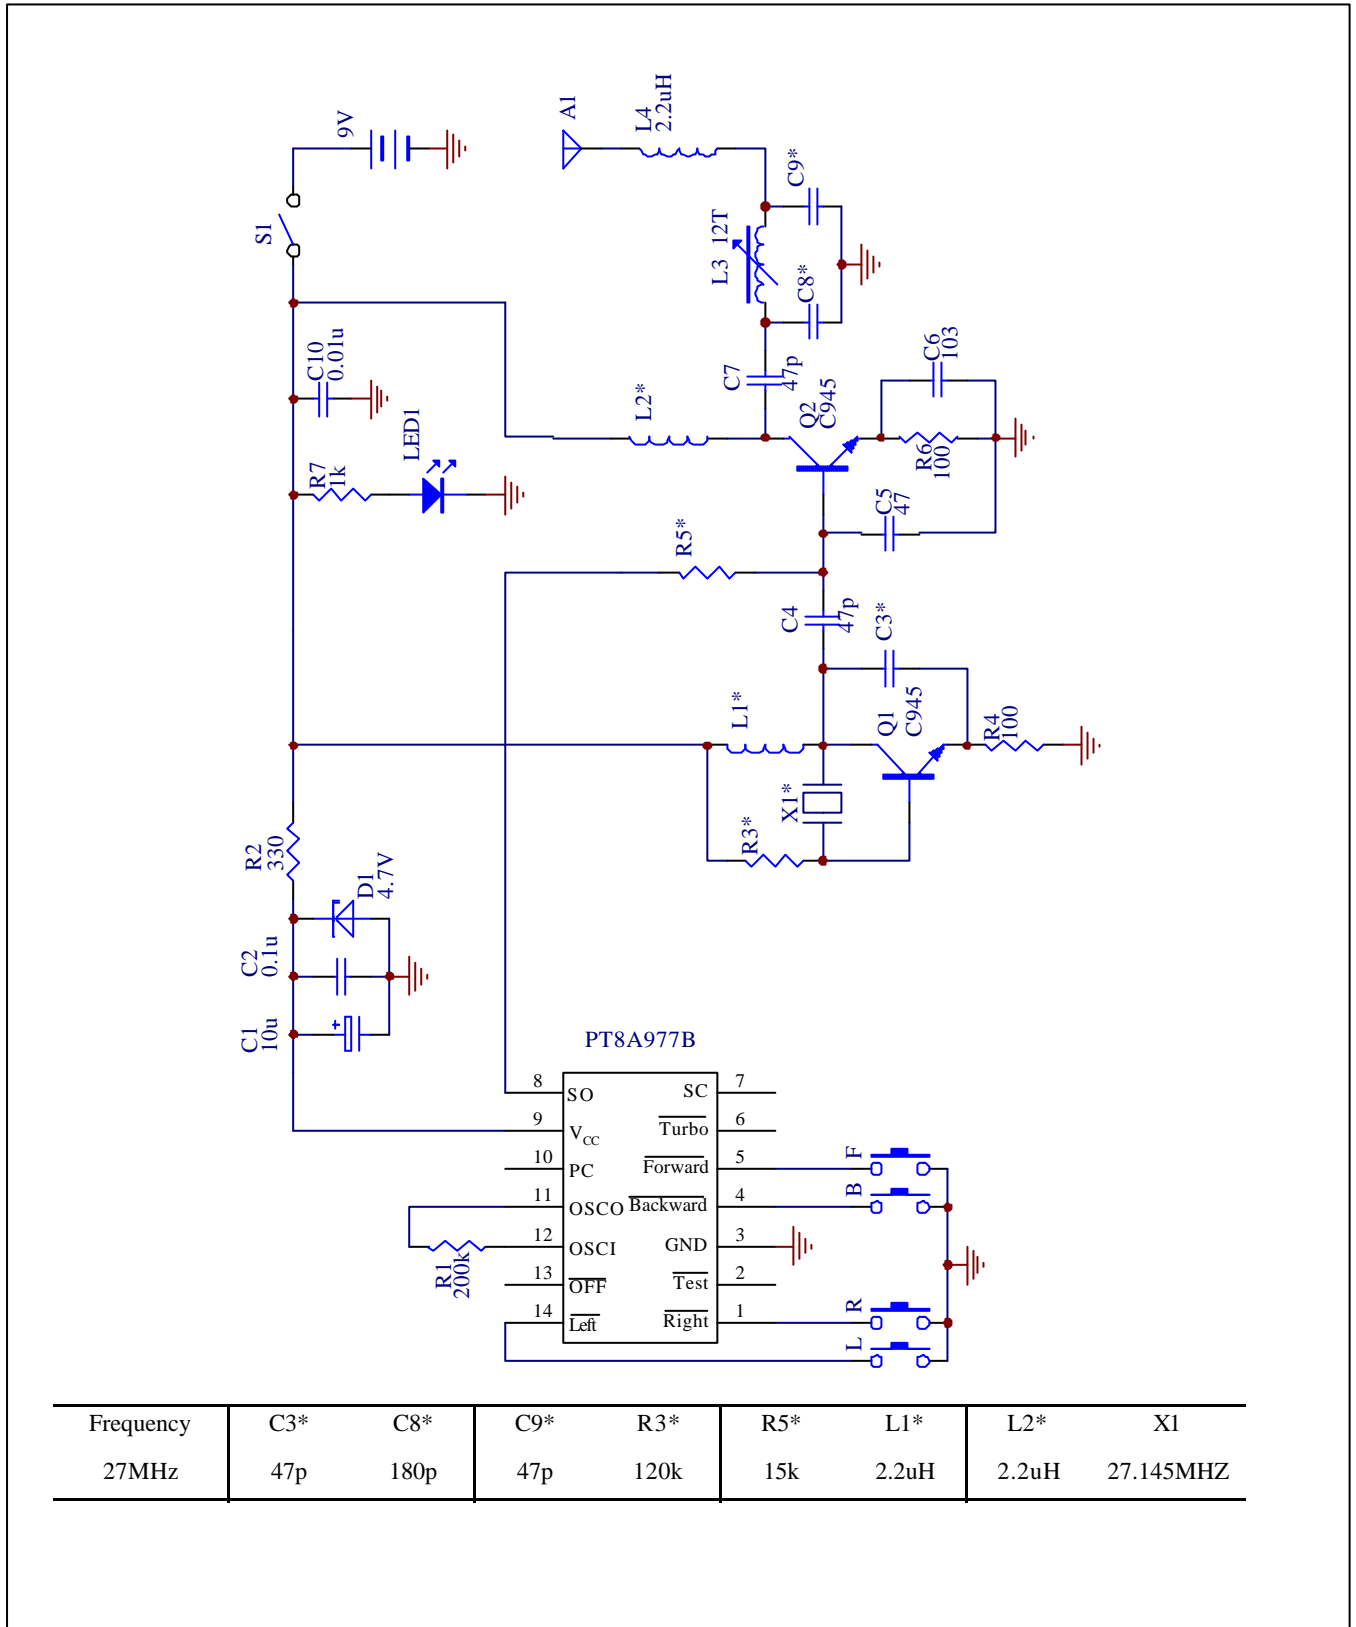 9V
A1
L4
2.2uH
S1
C9*
L3 12T
C8*
C10
0.01u
C7
47p
C6
103
L2*
Q2
C945
R7
1k
LED1
R6
100
C5
47
R5*
C4
47p
C3*
L1*
Q1
C945
R4
100
X1*
R3*
R2
330
D1
4.7V
C2
0.1u
C1
10u
+
PT8A977B
8 SO SC 7
9 VCC Turbo 6
10 PC Forward 5 F
11 OSCO Backward 4 B
12 OSCI GND 3
R1
200k
13 OFF Test 2
14 Left Right 1 R
L
Frequency C3* C8* C9* R3* R5* L1* L2* X1
27MHz 47p 180p 47p 120k 15k 2.2uH 2.2uH 27.145MHZ